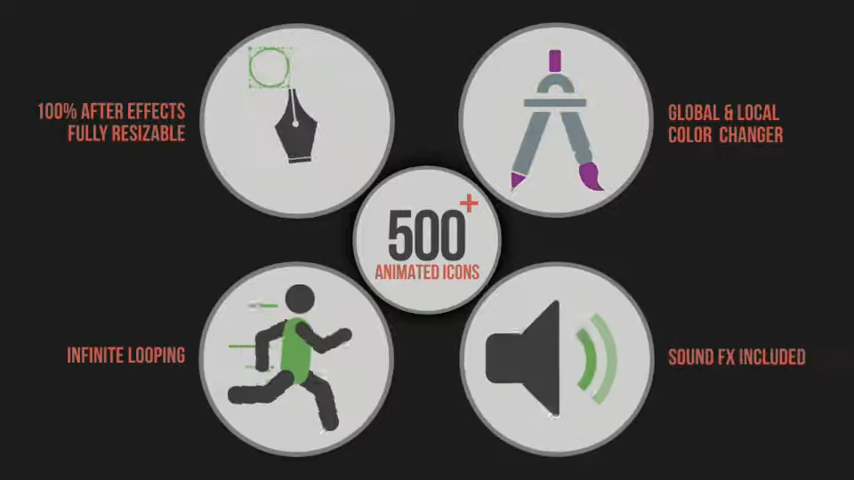 100% AFTER EFFECTS
FULLY RESIZABLE
GLOBAL & LOCAL
COLOR CHANGER
500+
ANIMATED ICONS
INFINITE LOOPING
SOUND FX INCLUDED